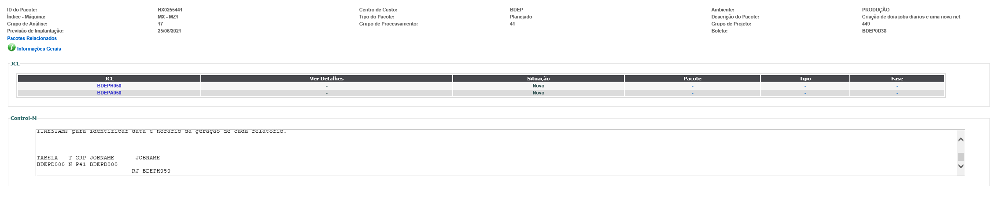 ID do Pacote: HX0255441 Centro de Custo: BDEP Ambiente: PRODUÇÃO
Índice - Máquina: MX - MZ1 Tipo do Pacote: Planejado Descrição do Pacote: Criação de dois jobs diarios e uma nova net
Grupo de Análise: 17 Grupo de Processamento: 41 Grupo de Projeto: 449
Previsão de Implantação: 25/06/2021 Boleto: BDEP0D38
Pacotes Relacionados
Informações Gerais
JCL
JCL Ver Detalhes Situação Pacote Tipo Fase
BDEPH050 - Novo - - -
BDEPA050 - Novo - - -
Control-M
TIMESTAMP para identificar data e horario da geração de cada relatorio.
TABELA T GRP JOBNAME JOBNAME
BDEPD000 N P41 BDEPD000
RJ BDEPH050